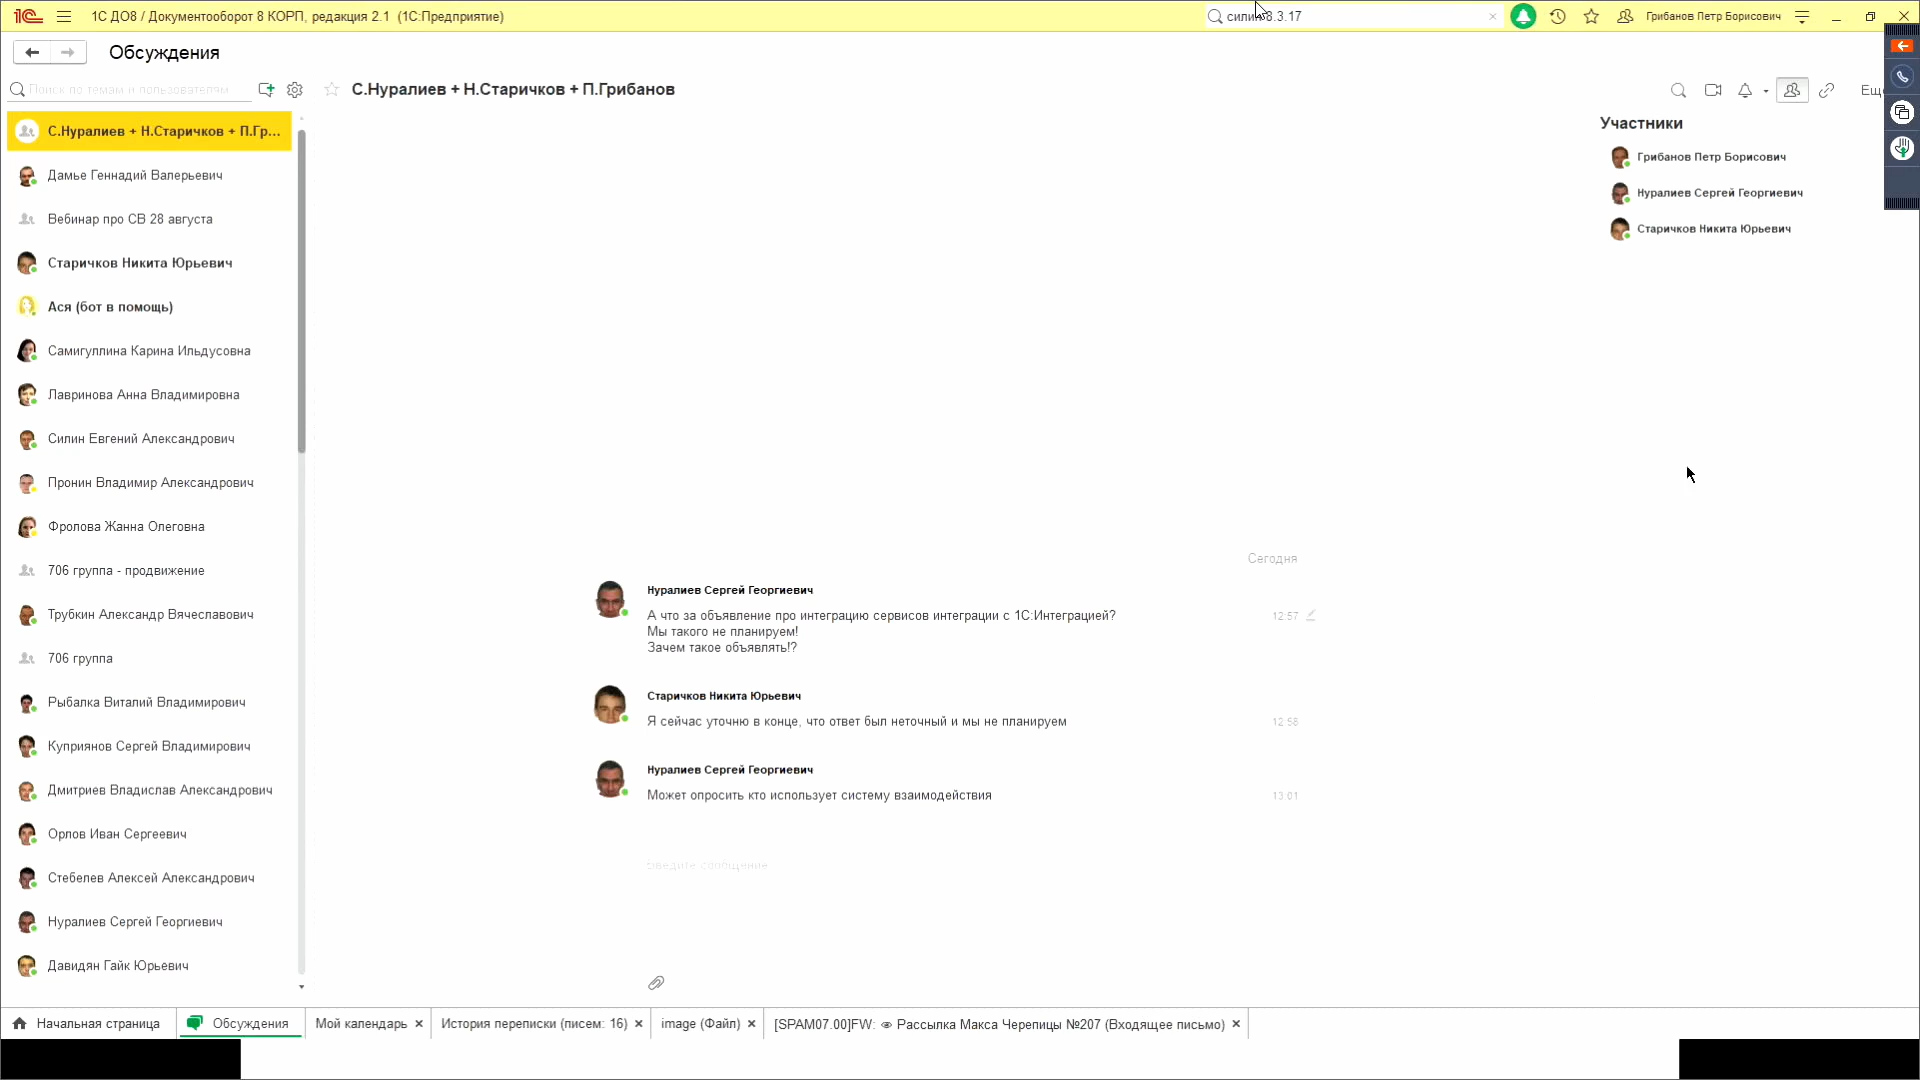 1С ДО8 / Документооборот 8 КОРП, редакция 2.1 (1С:Предприятие)
8.3.17
Грибанов Петр Борисович
Обсуждения
Поиск по темам и пользователям
С.Нуралиев + Н.Старичков + П.Грибанов
Участники
Грибанов Петр Борисович
Нуралиев Сергей Георгиевич
Старичков Никита Юрьевич
С.Нуралиев + Н.Старичков + П.Гр...
Дамье Геннадий Валерьевич
Вебинар про СВ 28 августа
Старичков Никита Юрьевич
Ася (бот в помощь)
Самигуллина Карина Ильдусовна
Лавринова Анна Владимировна
Силин Евгений Александрович
Пронин Владимир Александрович
Фролова Жанна Олеговна
706 группа - продвижение
Трубкин Александр Вячеславович
706 группа
Рыбалка Виталий Владимирович
Куприянов Сергей Владимирович
Дмитриев Владислав Александрович
Орлов Иван Сергеевич
Стебелев Алексей Александрович
Нуралиев Сергей Георгиевич
Давидян Гайк Юрьевич
Сегодня
Нуралиев Сергей Георгиевич
А что за объявление про интеграцию сервисов интеграции с 1С:Интеграцией? 12:57
Мы такого не планируем!
Зачем такое объявлять!?
Старичков Никита Юрьевич
Я сейчас уточню в конце, что ответ был неточный и мы не планируем 12:58
Нуралиев Сергей Георгиевич
Может опросить кто использует систему взаимодействия 13:01
Введите сообщение
Начальная страница
Обсуждения
Мой календарь
История переписки (писем: 16)
image (Файл)
[SPAM07.00]FW: Рассылка Макса Черепицы №207 (Входящее письмо)